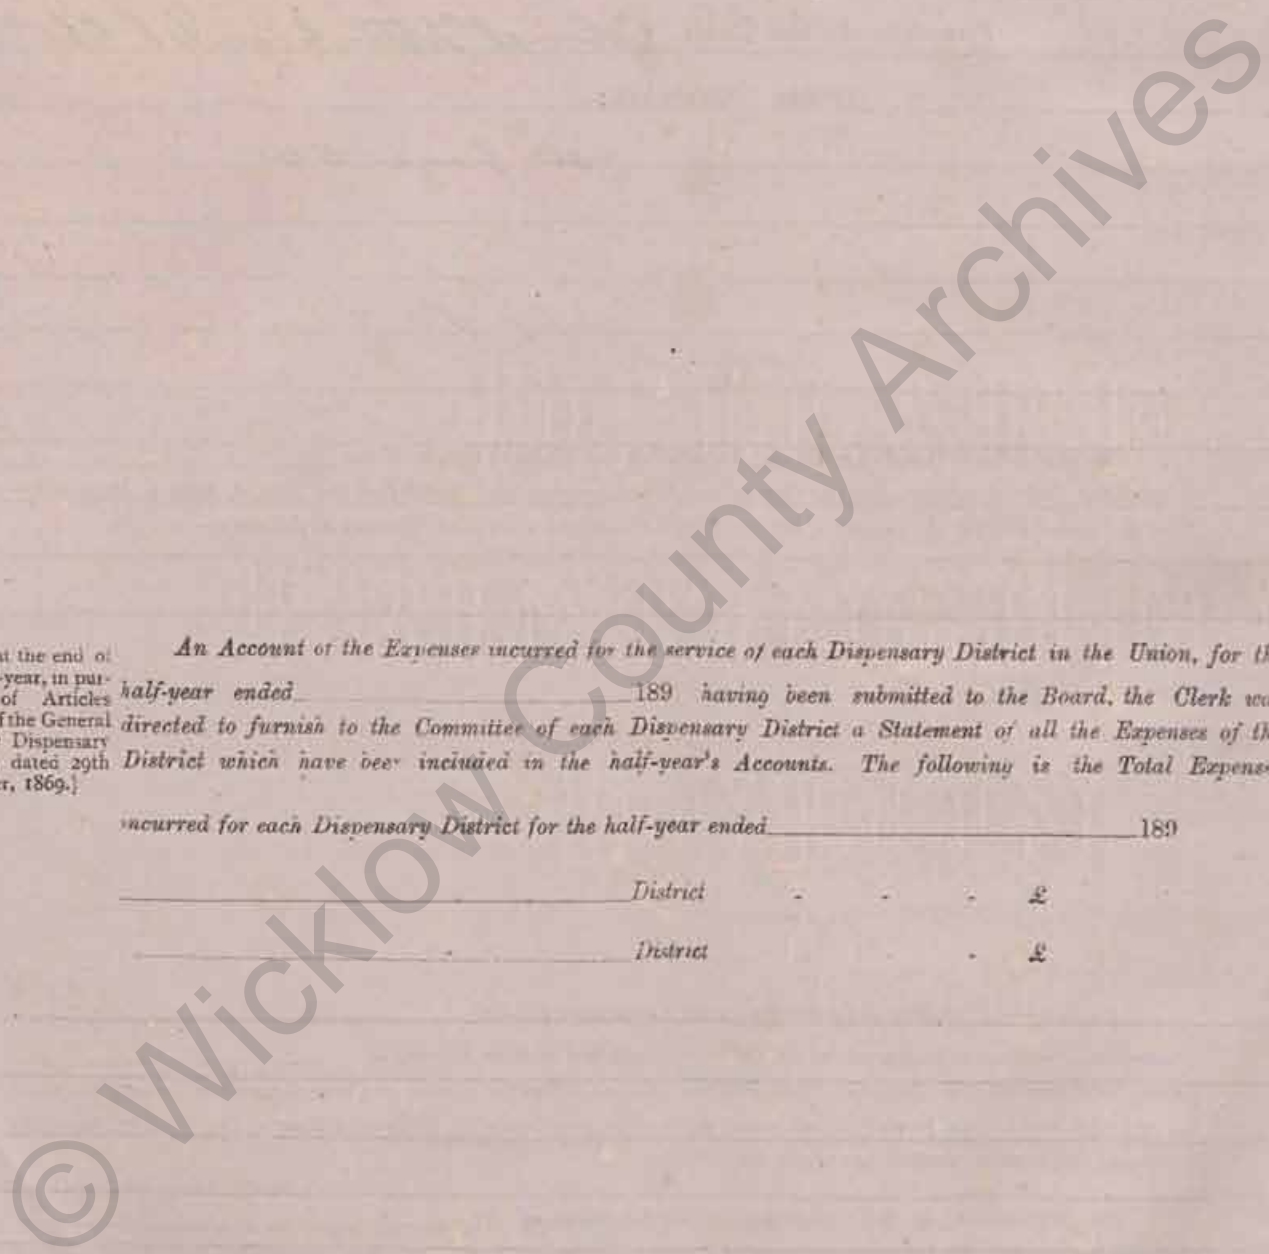 at the end of
-year, in pur-
of Articles
f the General
Dispensary
dated 29th
r, 1869.]
An Account of the Expenses incurred for the service of each Dispensary District in the Union, for th
half-year ended 189 having been submitted to the Board, the Clerk wa
directed to furnish to the Committee of each Dispensary District a Statement of all the Expenses of th
District which have been included in the half-year's Accounts. The following is the Total Expens
incurred for each Dispensary District for the half-year ended 189
District - - - £
District - £
© Wicklow County Archives